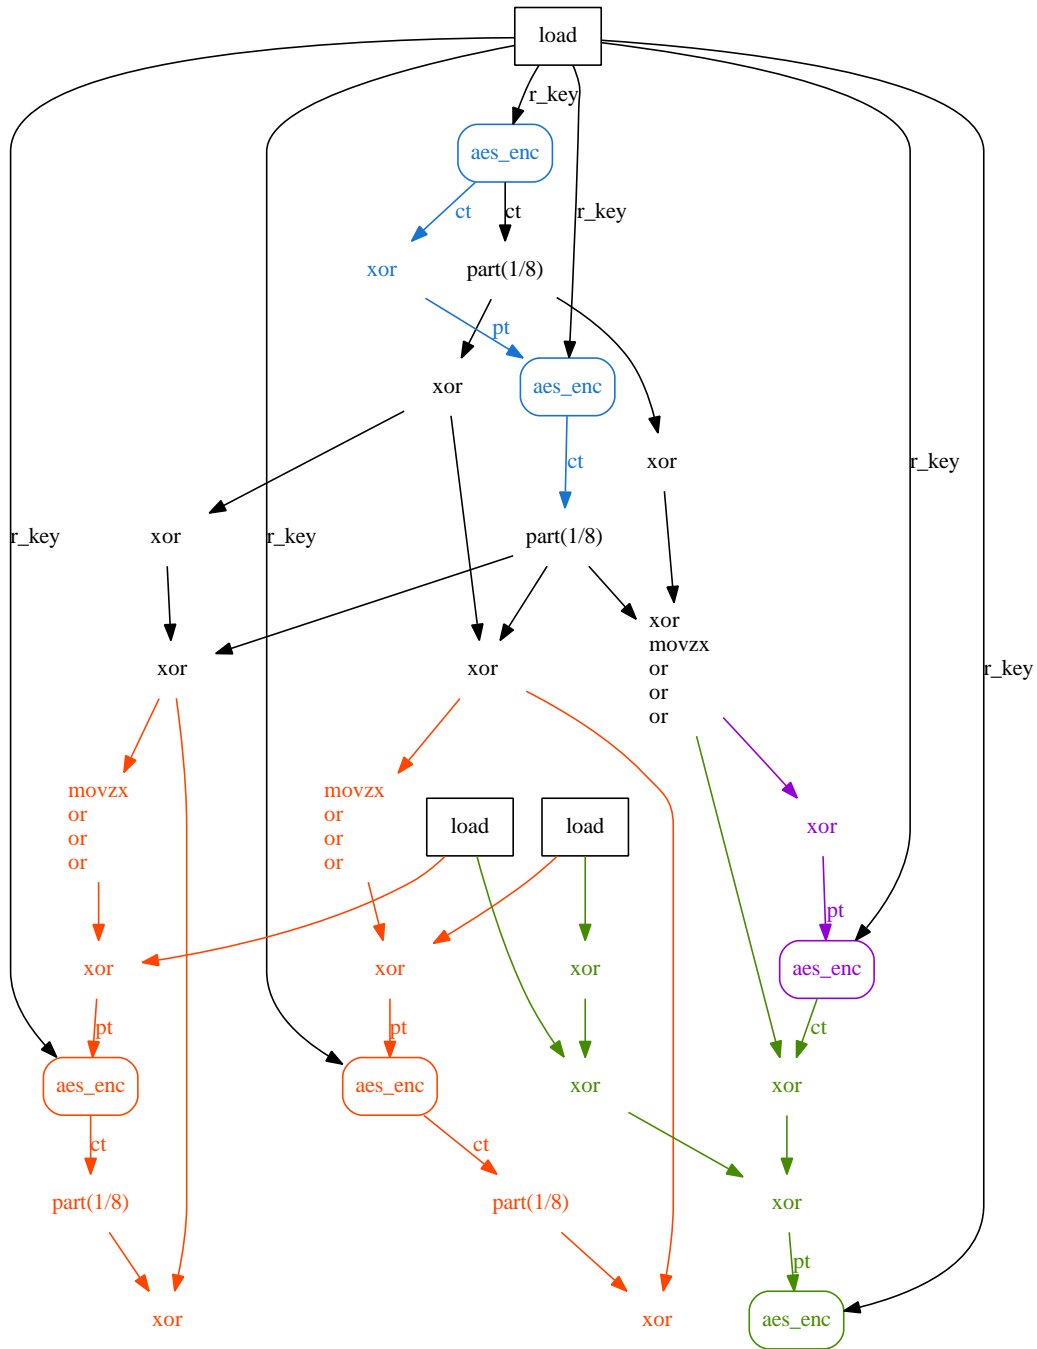 load
r_key
aes_enc
ct
ct
r_key
xor
part(1/8)
pt
xor
aes_enc
xor
ct
r_key
r_key
r_key
xor
part(1/8)
xor
movzx
or
or
or
xor
xor
r_key
movzx
or
or
or
movzx
or
or
or
load
load
xor
pt
xor
xor
xor
aes_enc
pt
pt
ct
aes_enc
aes_enc
xor
xor
ct
ct
part(1/8)
part(1/8)
xor
pt
xor
xor
aes_enc